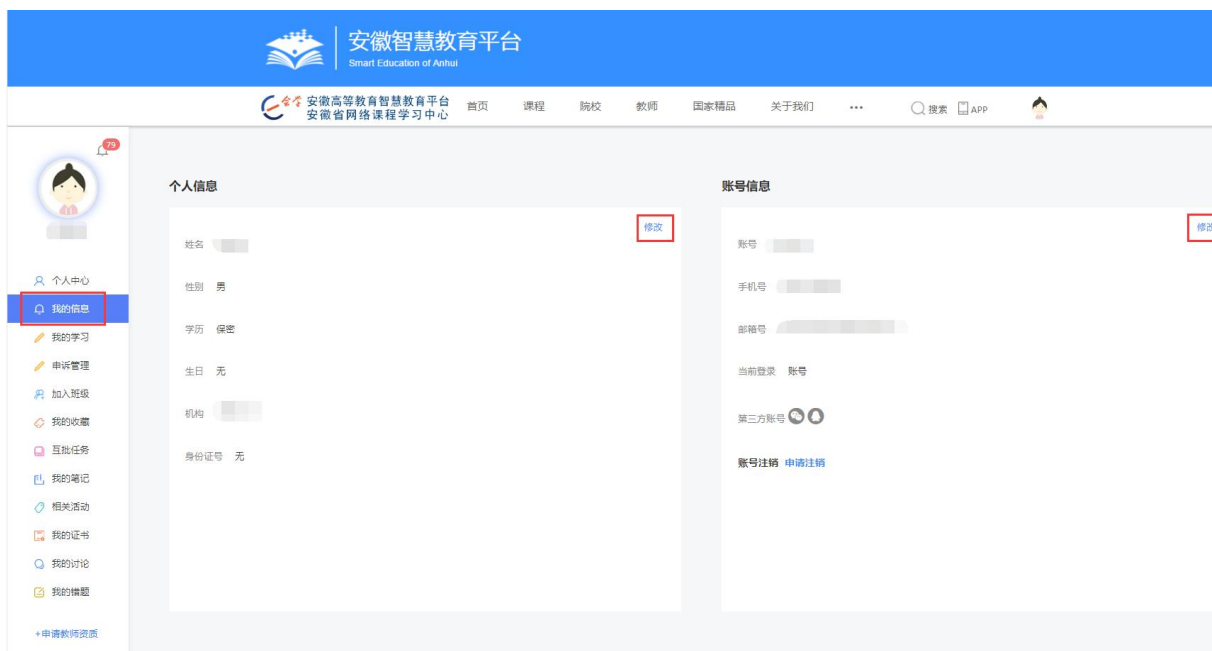 安徽智慧教育平台
Smart Education of Anhui
会学 安徽高等教育智慧教育平台
安徽省网络课程学习中心
首页 课程 院校 教师 国家精品 关于我们 ••• 搜索 APP
79
个人中心
我的信息
我的学习
申诉管理
加入班级
我的收藏
互批任务
我的笔记
相关活动
我的证书
我的讨论
我的错题
+申请教师资质
个人信息
修改
姓名
性别 男
学历 保密
生日 无
机构
身份证号 无
账号信息
修改
账号
手机号
邮箱号
当前登录 账号
第三方账号
账号注销 申请注销